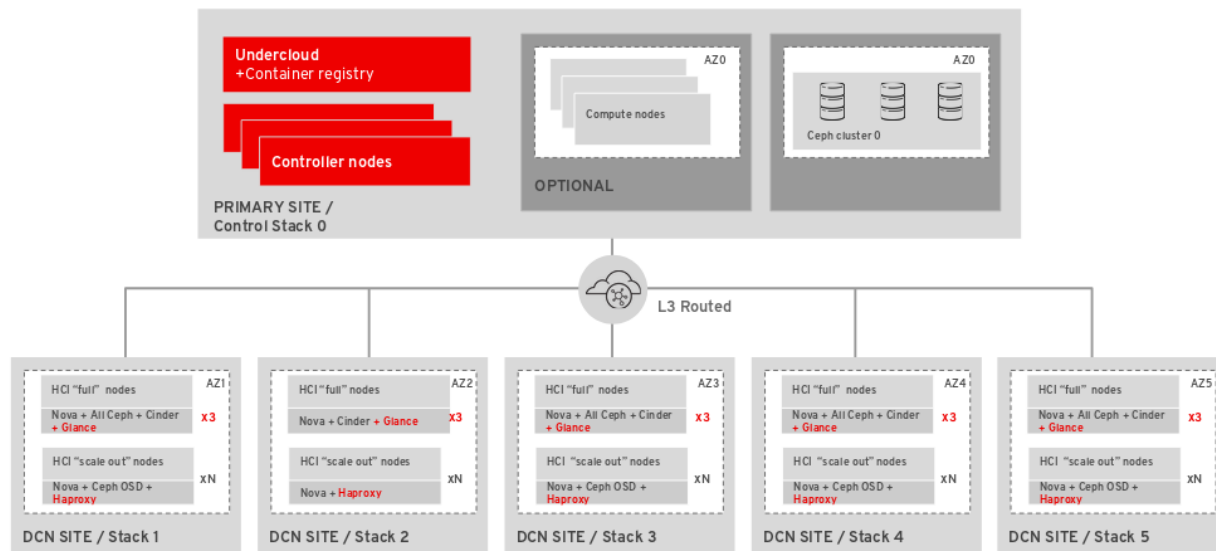 Undercloud
+Container registry
Controller nodes
PRIMARY SITE /
Control Stack 0
AZ0
Compute nodes
OPTIONAL
AZ0
Ceph cluster 0
L3 Routed
AZ1
HCI “full” nodes
Nova + All Ceph + Cinder
+ Glance
x3
HCI “scale out” nodes
Nova + Ceph OSD +
Haproxy
xN
DCN SITE / Stack 1
AZ2
HCI “full” nodes
Nova + Cinder + Glance
x3
HCI “scale out” nodes
Nova + Haproxy
xN
DCN SITE / Stack 2
AZ3
HCI “full” nodes
Nova + All Ceph + Cinder
+ Glance
x3
HCI “scale out” nodes
Nova + Ceph OSD +
Haproxy
xN
DCN SITE / Stack 3
AZ4
HCI “full” nodes
Nova + All Ceph + Cinder
+ Glance
x3
HCI “scale out” nodes
Nova + Ceph OSD +
Haproxy
xN
DCN SITE / Stack 4
AZ5
HCI “full” nodes
Nova + All Ceph + Cinder
+ Glance
x3
HCI “scale out” nodes
Nova + Ceph OSD +
Haproxy
xN
DCN SITE / Stack 5